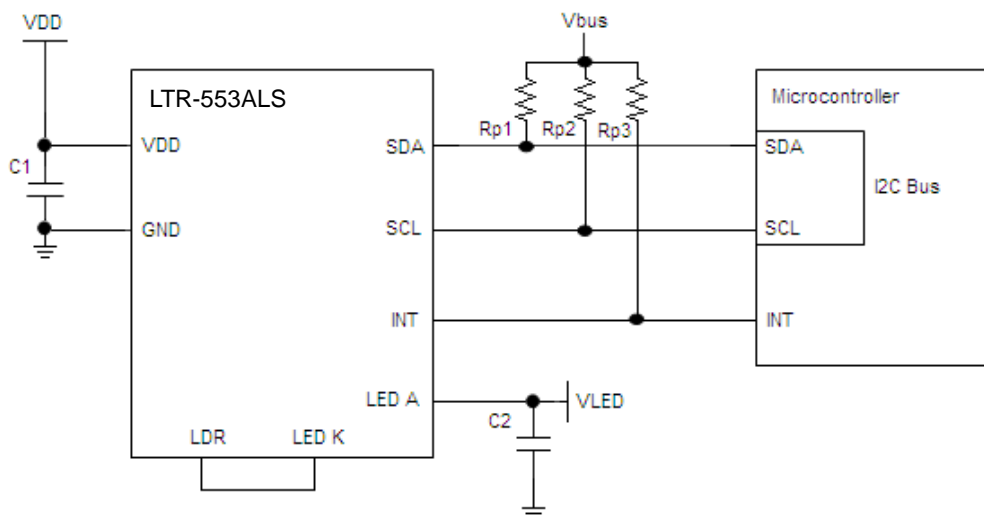 VDD
Vbus
LTR-553ALS
Microcontroller
Rp1
Rp2
Rp3
C1
VDD
SDA
SDA
I2C Bus
GND
SCL
SCL
INT
INT
LED A
C2
VLED
LDR
LED K